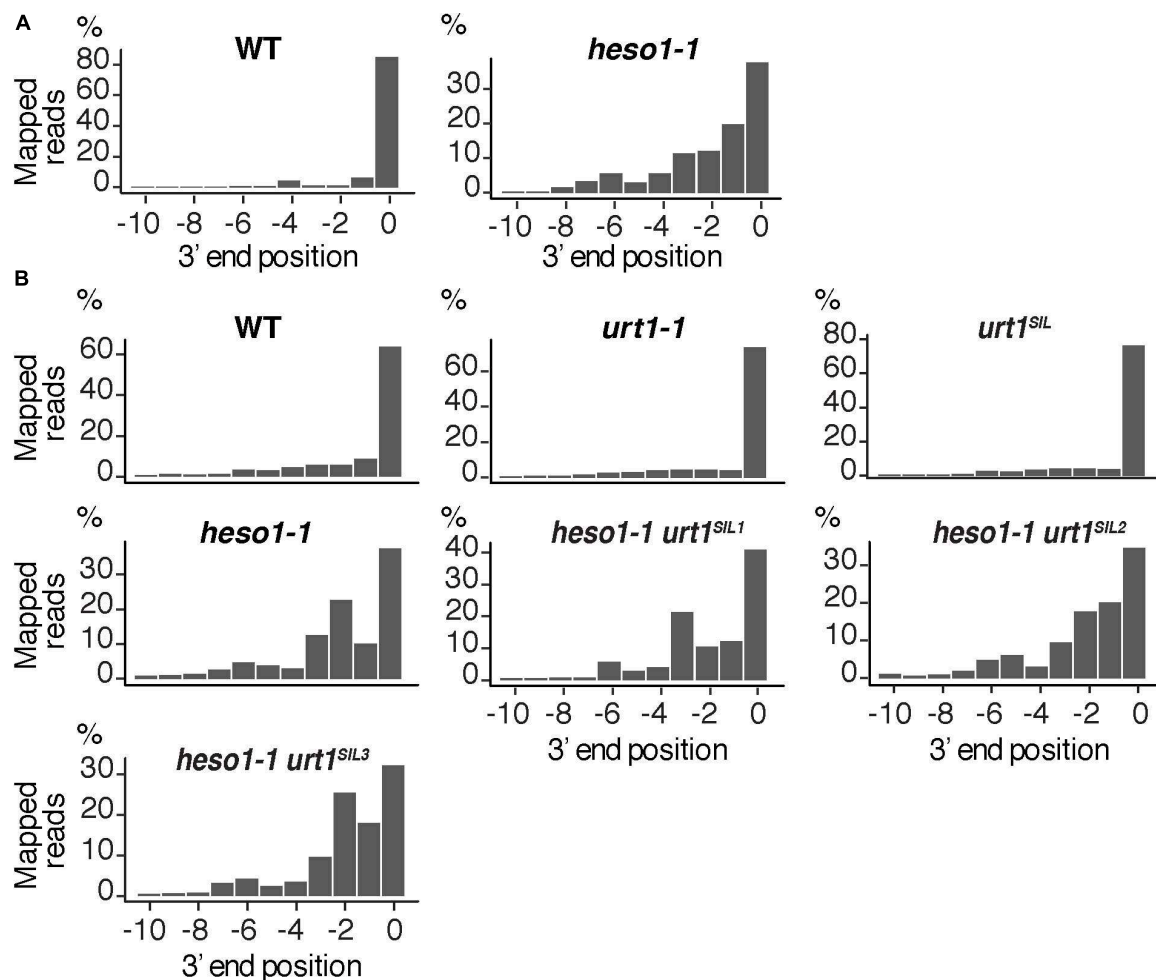 A
%
WT
Mapped reads
80
60
40
20
0
-10 -8 -6 -4 -2 0
3' end position
%
heso1-1
30
20
10
0
-10 -8 -6 -4 -2 0
3' end position
B
%
WT
Mapped reads
60
40
20
0
%
urt1-1
60
40
20
0
%
urt1SIL
80
60
40
20
0
%
heso1-1
Mapped reads
30
20
10
0
%
heso1-1 urt1SIL1
40
30
20
10
0
-10 -8 -6 -4 -2 0
3' end position
%
heso1-1 urt1SIL2
30
20
10
0
-10 -8 -6 -4 -2 0
3' end position
%
heso1-1 urt1SIL3
Mapped reads
30
20
10
0
-10 -8 -6 -4 -2 0
3' end position